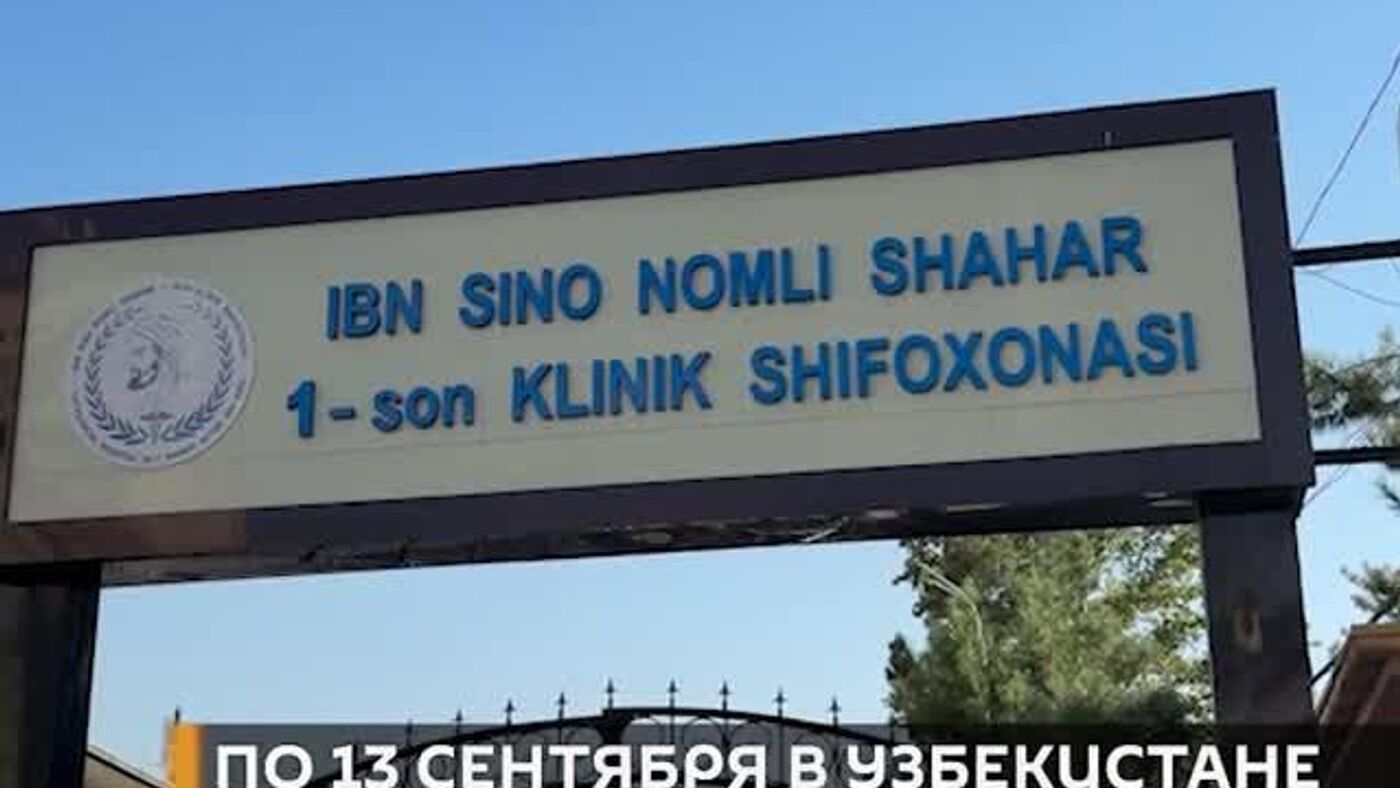 IBN SINO NOMLI SHAHAR
1-son KLINIK SHIFOXONASI
ПО 13 СЕНТЯБРЯ В УЗБЕКИСТАНЕ